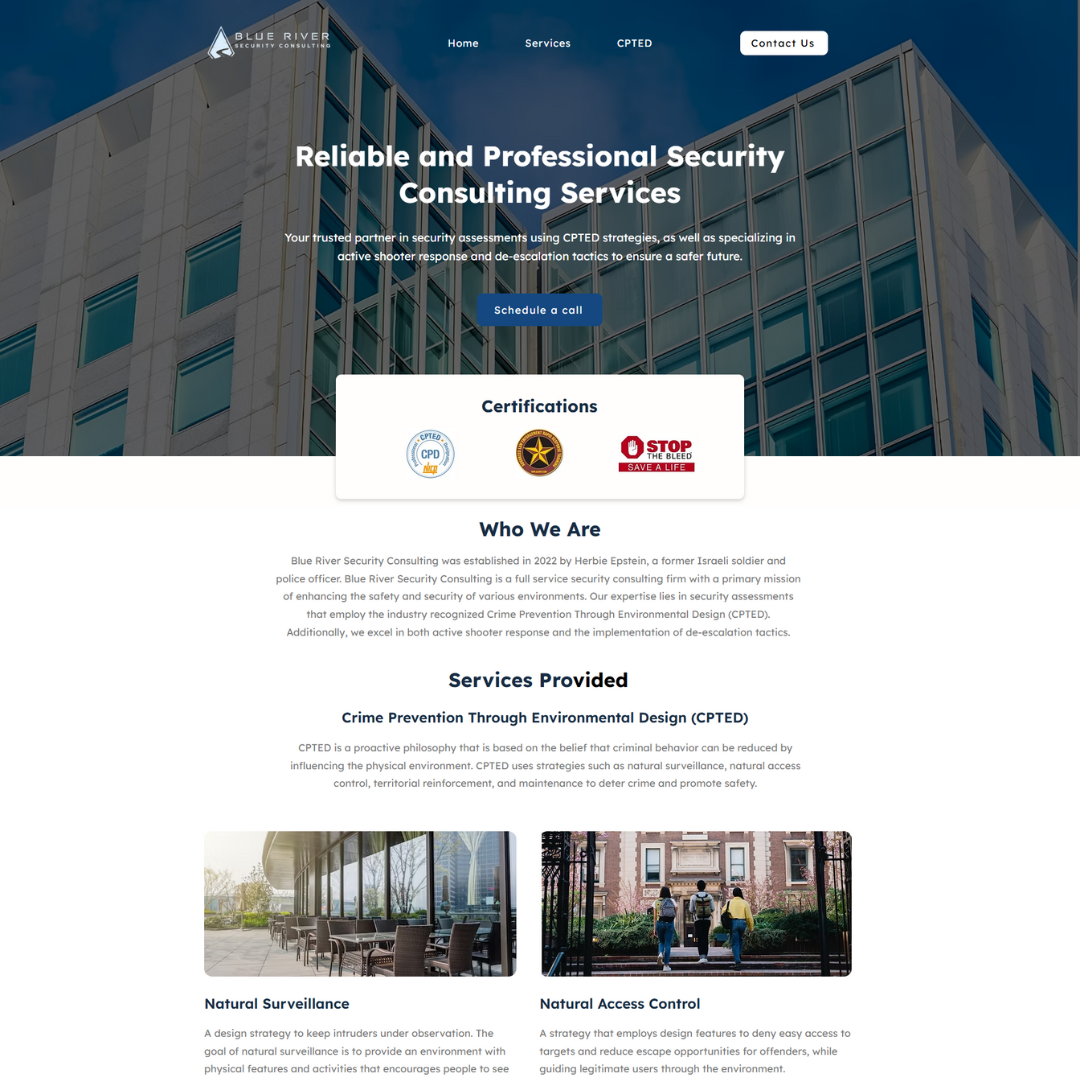 BLUE RIVER
SECURITY CONSULTING
Home Services CPTED Contact Us
Reliable and Professional Security
Consulting Services
Your trusted partner in security assessments using CPTED strategies, as well as specializing in
active shooter response and de-escalation tactics to ensure a safer future.
Schedule a call
Certifications
CPTED
CPD
STOP
THE BLEED
SAVE A LIFE
Who We Are
Blue River Security Consulting was established in 2022 by Herbie Epstein, a former Israeli soldier and
police officer. Blue River Security Consulting is a full service security consulting firm with a primary mission
of enhancing the safety and security of various environments. Our expertise lies in security assessments
that employ the industry recognized Crime Prevention Through Environmental Design (CPTED).
Additionally, we excel in both active shooter response and the implementation of de-escalation tactics.
Services Provided
Crime Prevention Through Environmental Design (CPTED)
CPTED is a proactive philosophy that is based on the belief that criminal behavior can be reduced by
influencing the physical environment. CPTED uses strategies such as natural surveillance, natural access
control, territorial reinforcement, and maintenance to deter crime and promote safety.
Natural Surveillance
A design strategy to keep intruders under observation. The
goal of natural surveillance is to provide an environment with
physical features and activities that encourages people to see
Natural Access Control
A strategy that employs design features to deny easy access to
targets and reduce escape opportunities for offenders, while
guiding legitimate users through the environment.